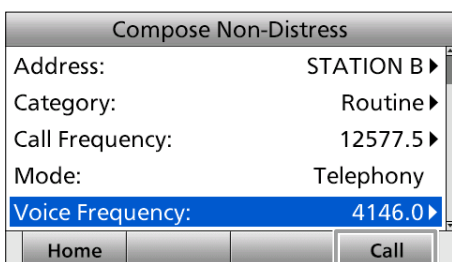 Compose Non-Distress
Address: STATION B
Category: Routine
Call Frequency: 12577.5
Mode: Telephony
Voice Frequency: 4146.0
Home Call